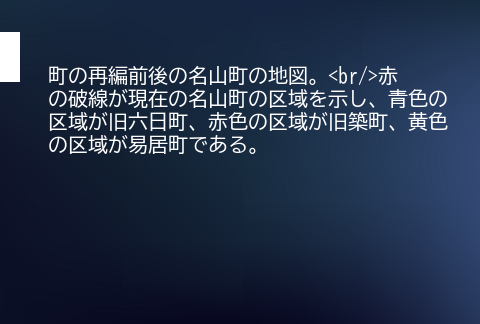 町の再編前後の名山町の地図。<br/>赤
の破線が現在の名山町の区域を示し、青色の
区域が旧六日町、赤色の区域が旧築町、黄色
の区域が易居町である。